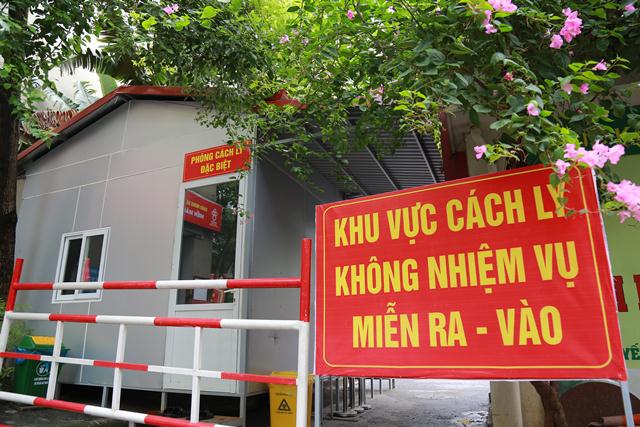 PHÒNG CÁCH LY
ĐẶC BIỆT
KHU VỰC CÁCH LY
KHÔNG NHIỆM VỤ
MIỄN RA - VÀO